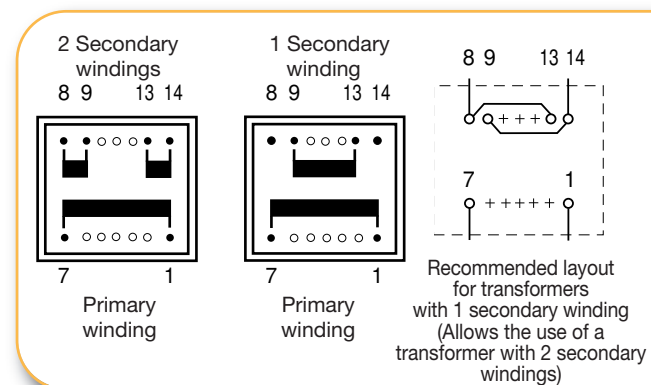 2 Secondary
windings
8 9 13 14
7 1
Primary
winding
1 Secondary
winding
8 9 13 14
7 1
Primary
winding
8 9 13 14
+ + +
7 1
+ + + + +
Recommended layout
for transformers
with 1 secondary winding
(Allows the use of a
transformer with 2 secondary
windings)